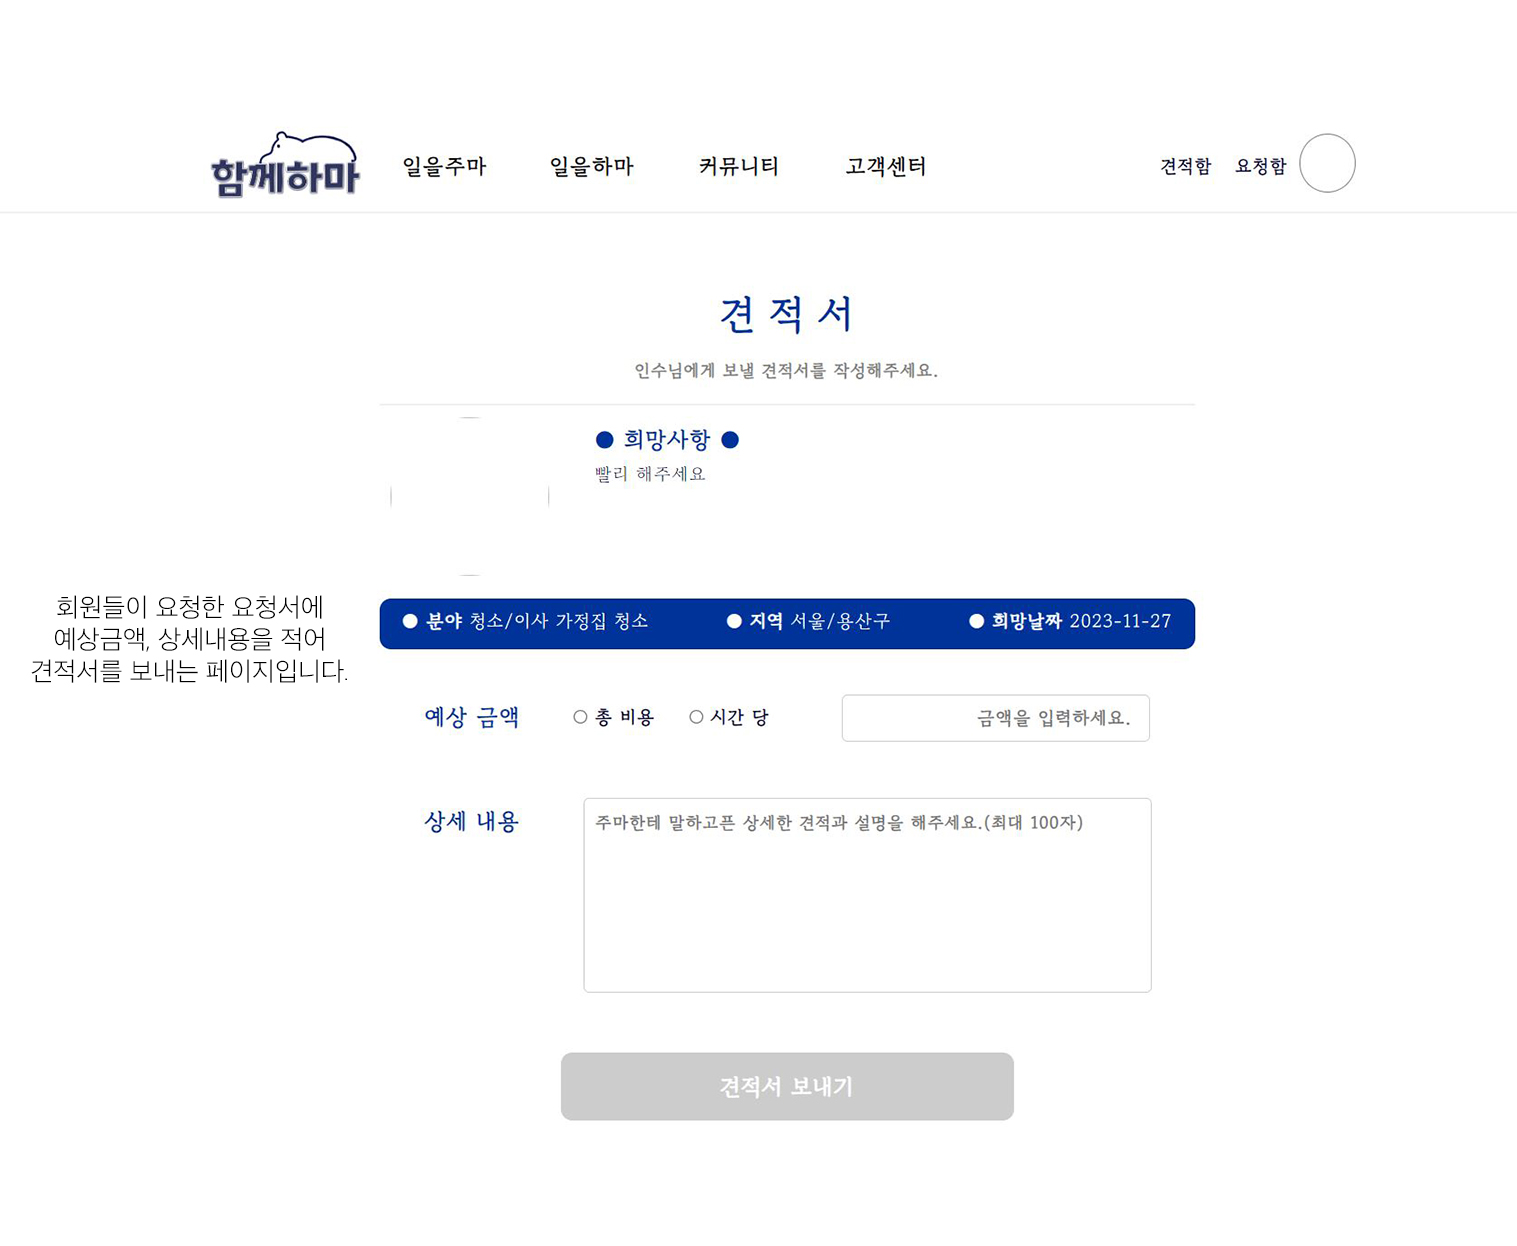 함께하마
일을주마 일을하마 커뮤니티 고객센터 견적함 요청함
견적서
인수님에게 보낼 견적서를 작성해주세요.
● 희망사항 ●
빨리 해주세요
회원들이 요청한 요청서에
예상금액, 상세내용을 적어
견적서를 보내는 페이지입니다.
● 분야 청소/이사 가정집 청소 ● 지역 서울/용산구 ● 희망날짜 2023-11-27
예상 금액 총 비용 시간 당 금액을 입력하세요.
상세 내용 주마한테 말하고픈 상세한 견적과 설명을 해주세요.(최대 100자)
견적서 보내기